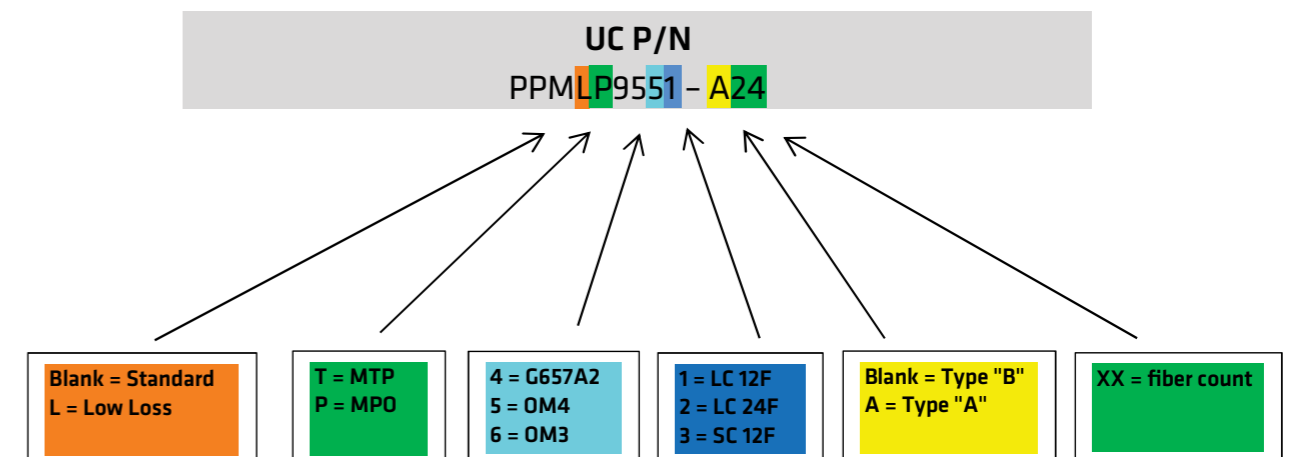 UC P/N
PPMLP9551 – A24
Blank = Standard
L = Low Loss
T = MTP
P = MPO
4 = G657A2
5 = OM4
6 = OM3
1 = LC 12F
2 = LC 24F
3 = SC 12F
Blank = Type "B"
A = Type "A"
XX = fiber count